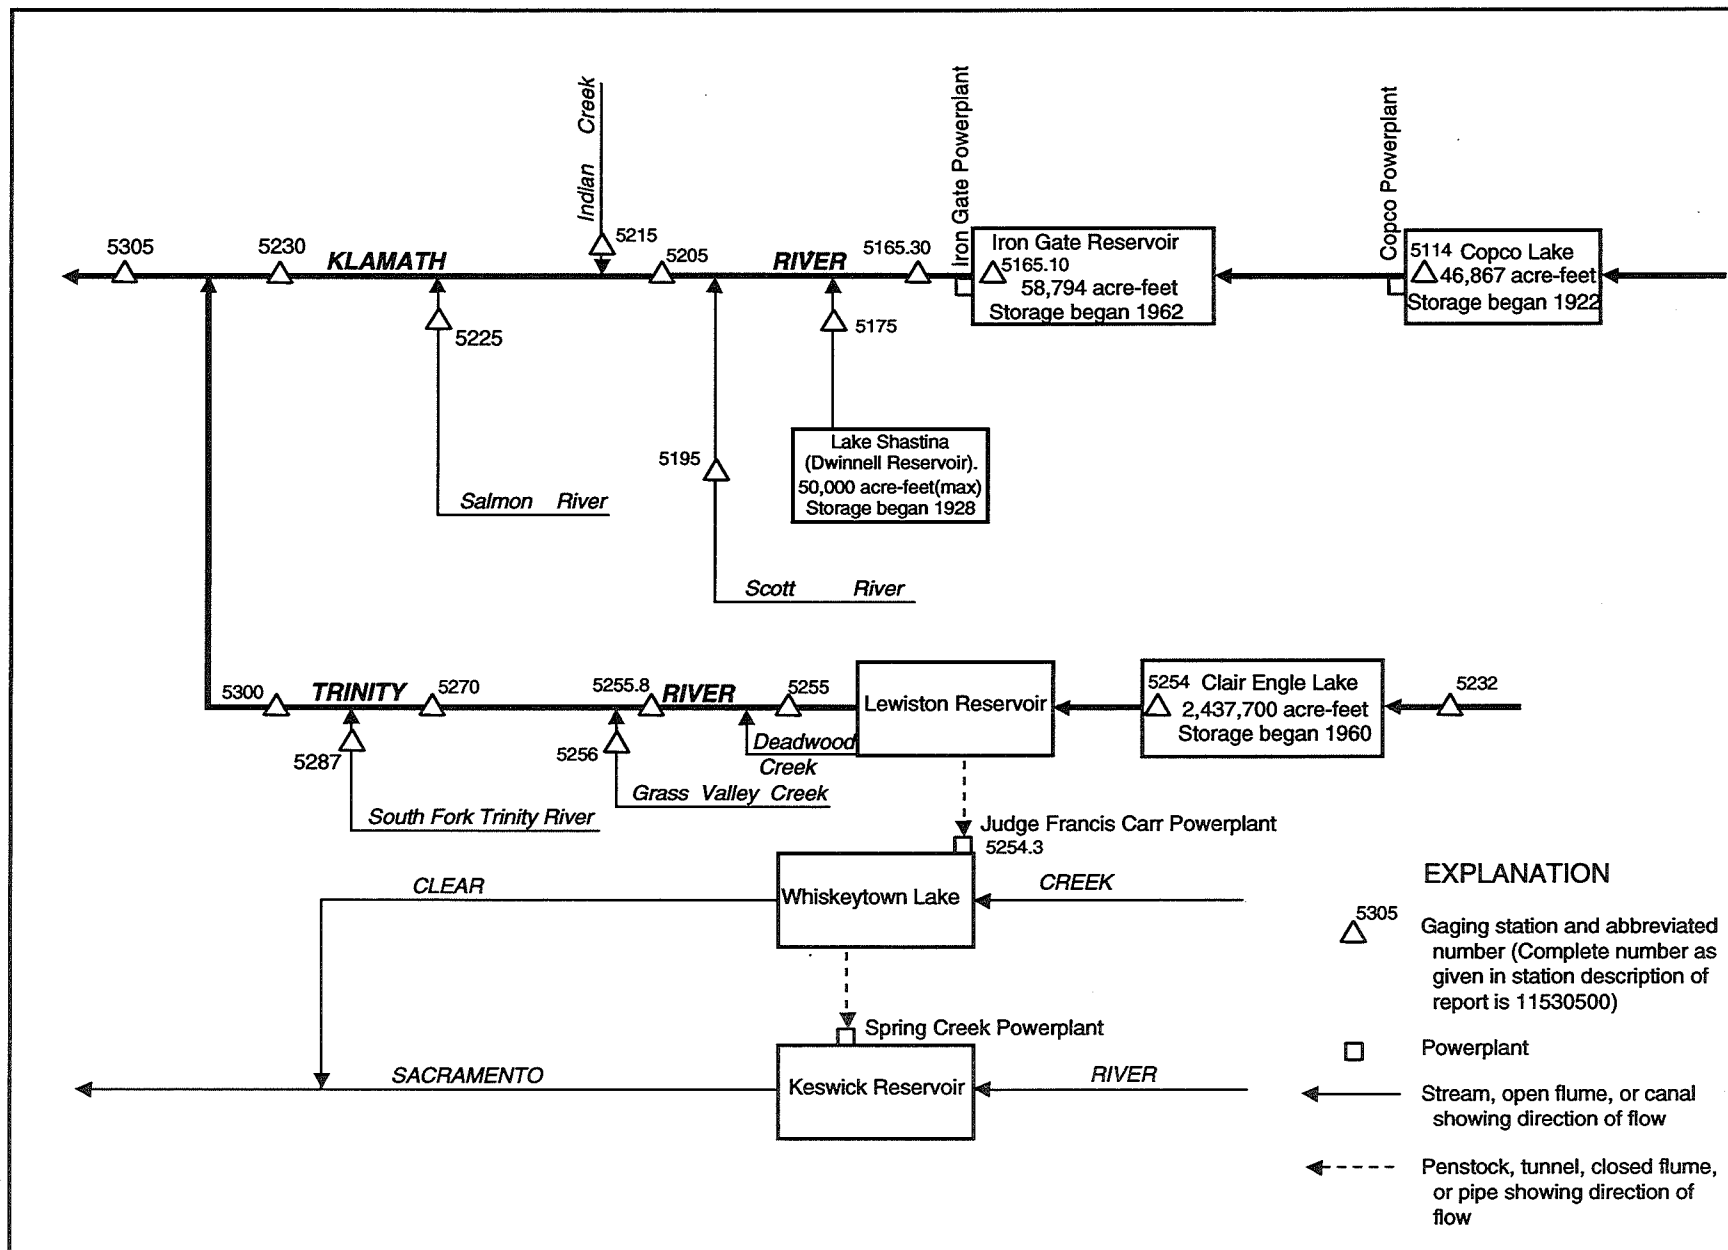 Indian Creek
Iron Gate Powerplant
Copco Powerplant
5305
5230
KLAMATH
5215
5205
RIVER
5165.30
Iron Gate Reservoir
5165.10
58,794 acre-feet
Storage began 1962
5114 Copco Lake
46,867 acre-feet
Storage began 1922
5225
5175
Salmon River
5195
Lake Shastina
(Dwinnell Reservoir).
50,000 acre-feet(max)
Storage began 1928
Scott River
5300
TRINITY
5270
5255.8
RIVER
5255
Lewiston Reservoir
5254 Clair Engle Lake
2,437,700 acre-feet
Storage began 1960
5232
5287
5256
Deadwood
Creek
Grass Valley Creek
South Fork Trinity River
Judge Francis Carr Powerplant
5254.3
CLEAR
Whiskeytown Lake
CREEK
Spring Creek Powerplant
SACRAMENTO
Keswick Reservoir
RIVER
EXPLANATION
5305
Gaging station and abbreviated
number (Complete number as
given in station description of
report is 11530500)
Powerplant
Stream, open flume, or canal
showing direction of flow
Penstock, tunnel, closed flume,
or pipe showing direction of
flow